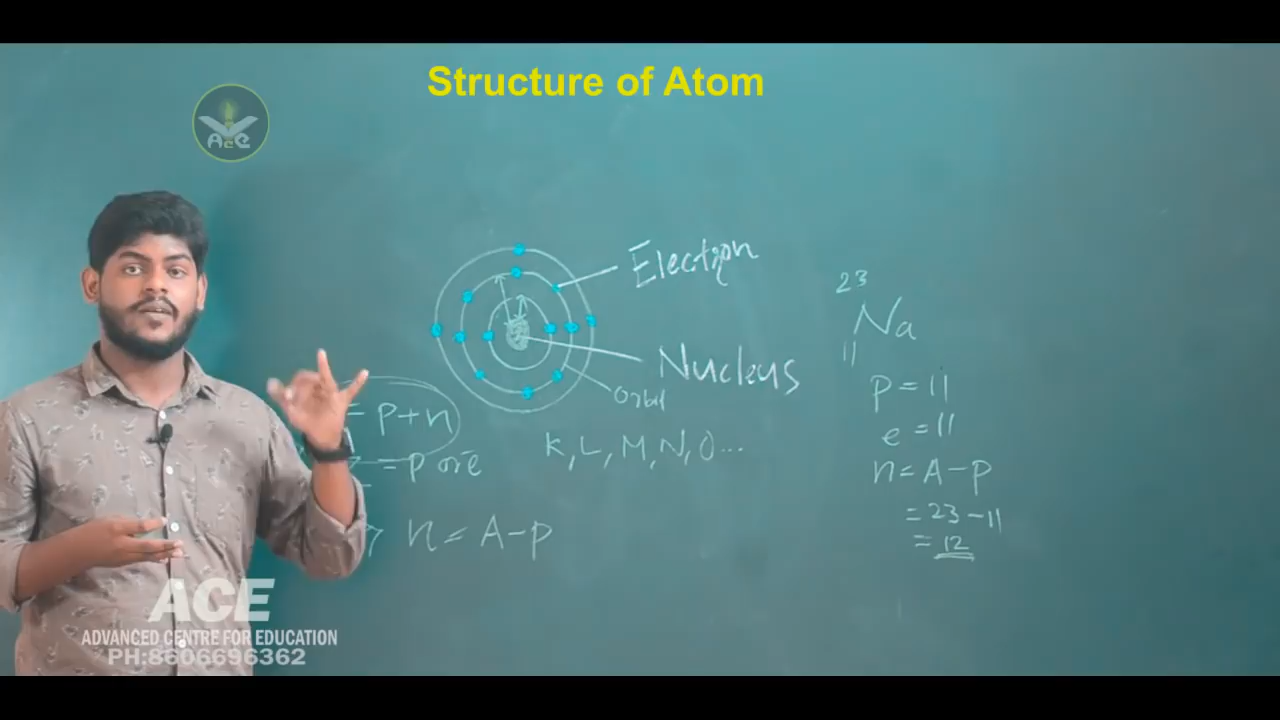 Structure of Atom
AcE
Electron
Nucleus
Orbit
K, L, M, N, O...
= p+n
= p or e
n = A-p
23
Na
11
p = 11
e = 11
n = A-p
= 23-11
= 12
ACE
ADVANCED CENTRE FOR EDUCATION
PH:8606696362